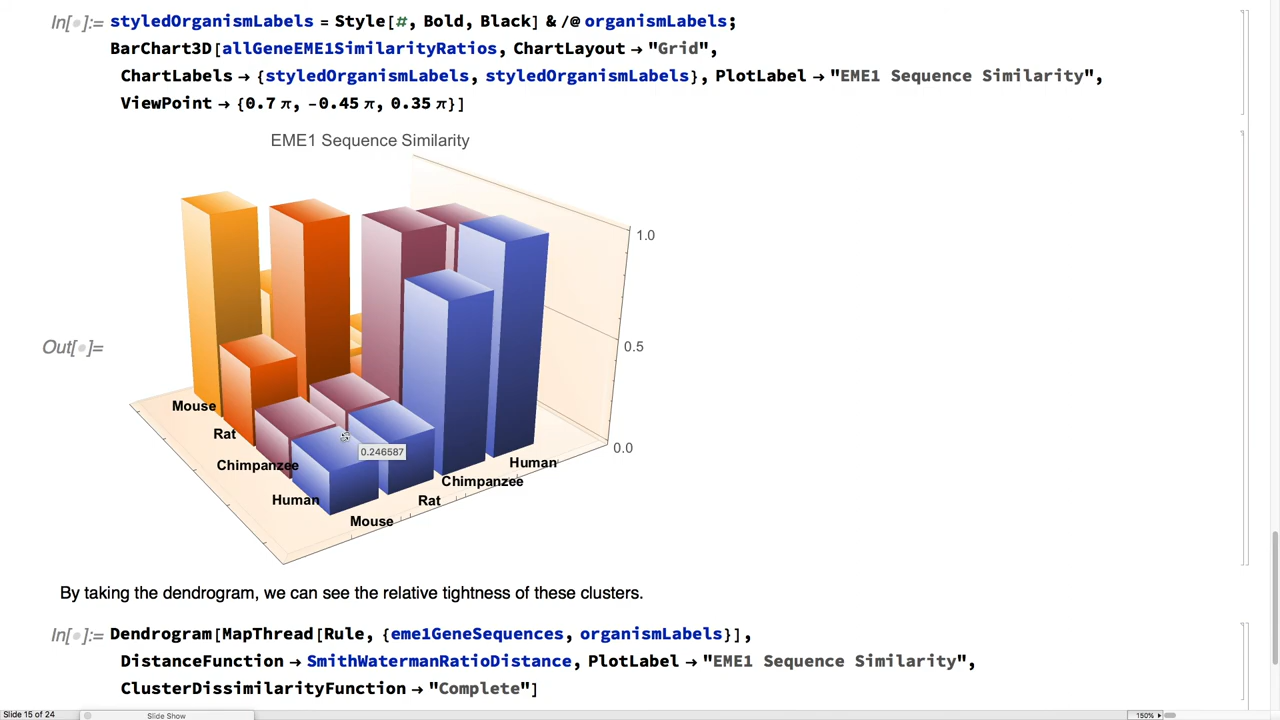 In[●]:= styledOrganismLabels = Style[#, Bold, Black] & /@ organismLabels;
BarChart3D[allGeneEME1SimilarityRatios, ChartLayout → "Grid",
ChartLabels → {styledOrganismLabels, styledOrganismLabels}, PlotLabel → "EME1 Sequence Similarity",
ViewPoint → {0.7 π, -0.45 π, 0.35 π}]
EME1 Sequence Similarity
1.0
Out[●]=
0.5
Mouse
Rat
0.246587
0.0
Chimpanzee
Human
Human
Chimpanzee
Rat
Mouse
By taking the dendrogram, we can see the relative tightness of these clusters.
In[●]:= Dendrogram[MapThread[Rule, {eme1GeneSequences, organismLabels}],
DistanceFunction → SmithWatermanRatioDistance, PlotLabel → "EME1 Sequence Similarity",
ClusterDissimilarityFunction → "Complete"]
Slide 15 of 24
Slide Show
150%